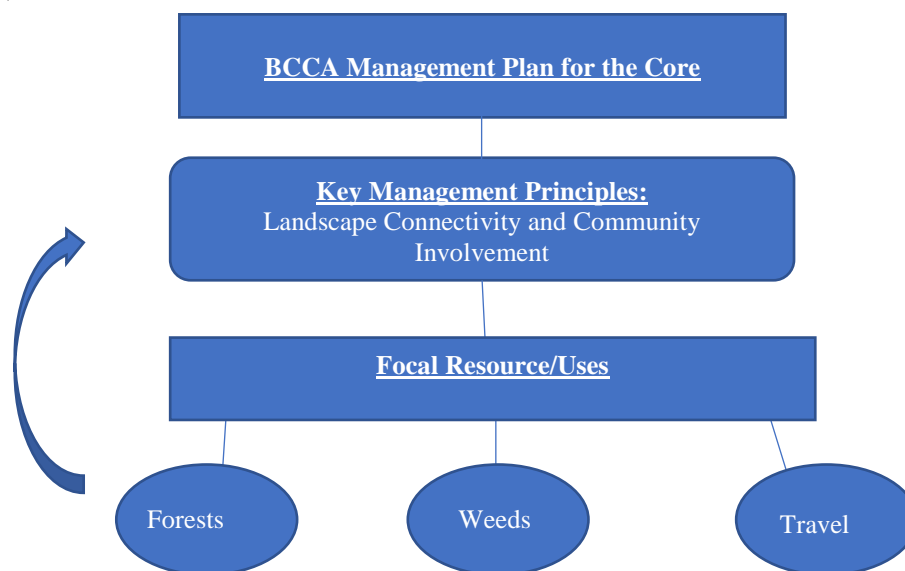 BCCA Management Plan for the Core
Key Management Principles:
Landscape Connectivity and Community
Involvement
Focal Resource/Uses
Forests
Weeds
Travel